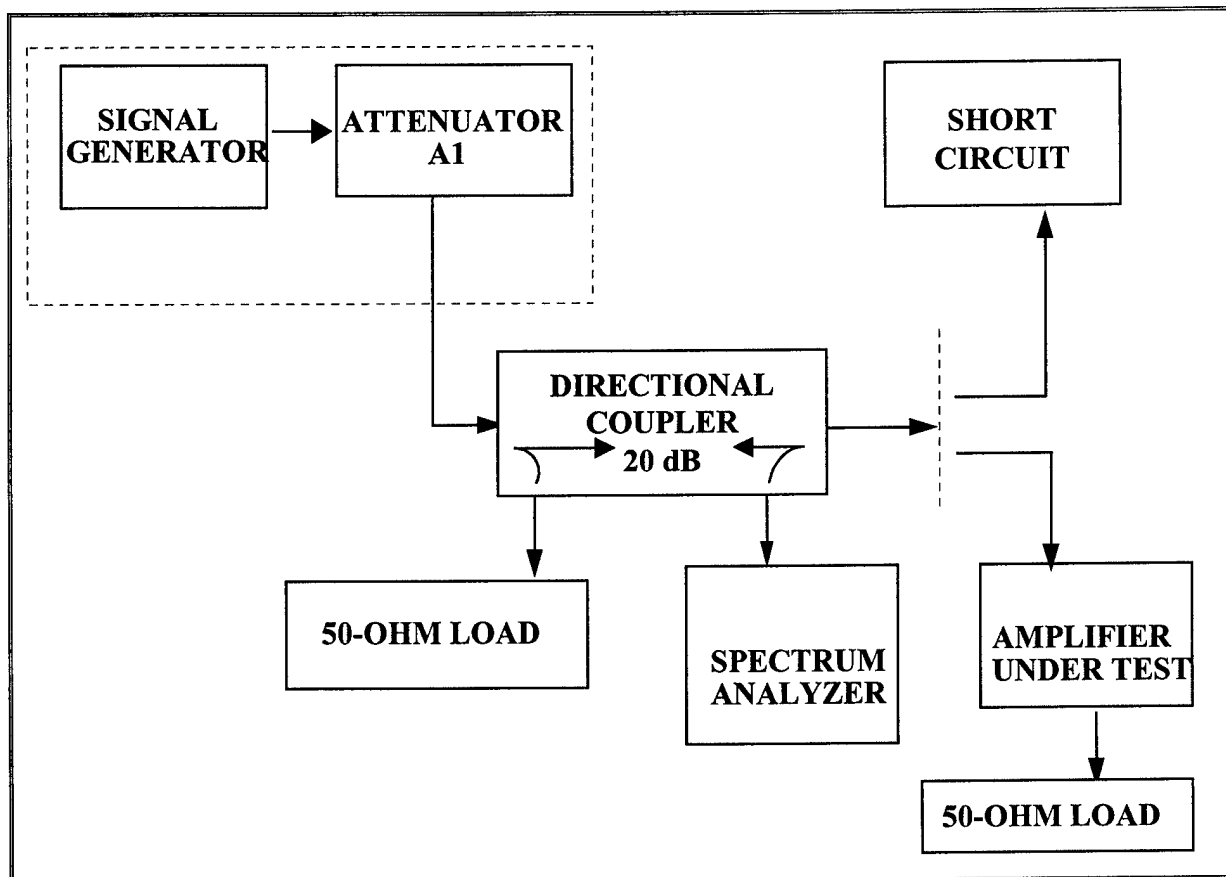 SIGNAL
GENERATOR
ATTENUATOR
A1
SHORT
CIRCUIT
DIRECTIONAL
COUPLER
20 dB
50-OHM LOAD
SPECTRUM
ANALYZER
AMPLIFIER
UNDER TEST
50-OHM LOAD